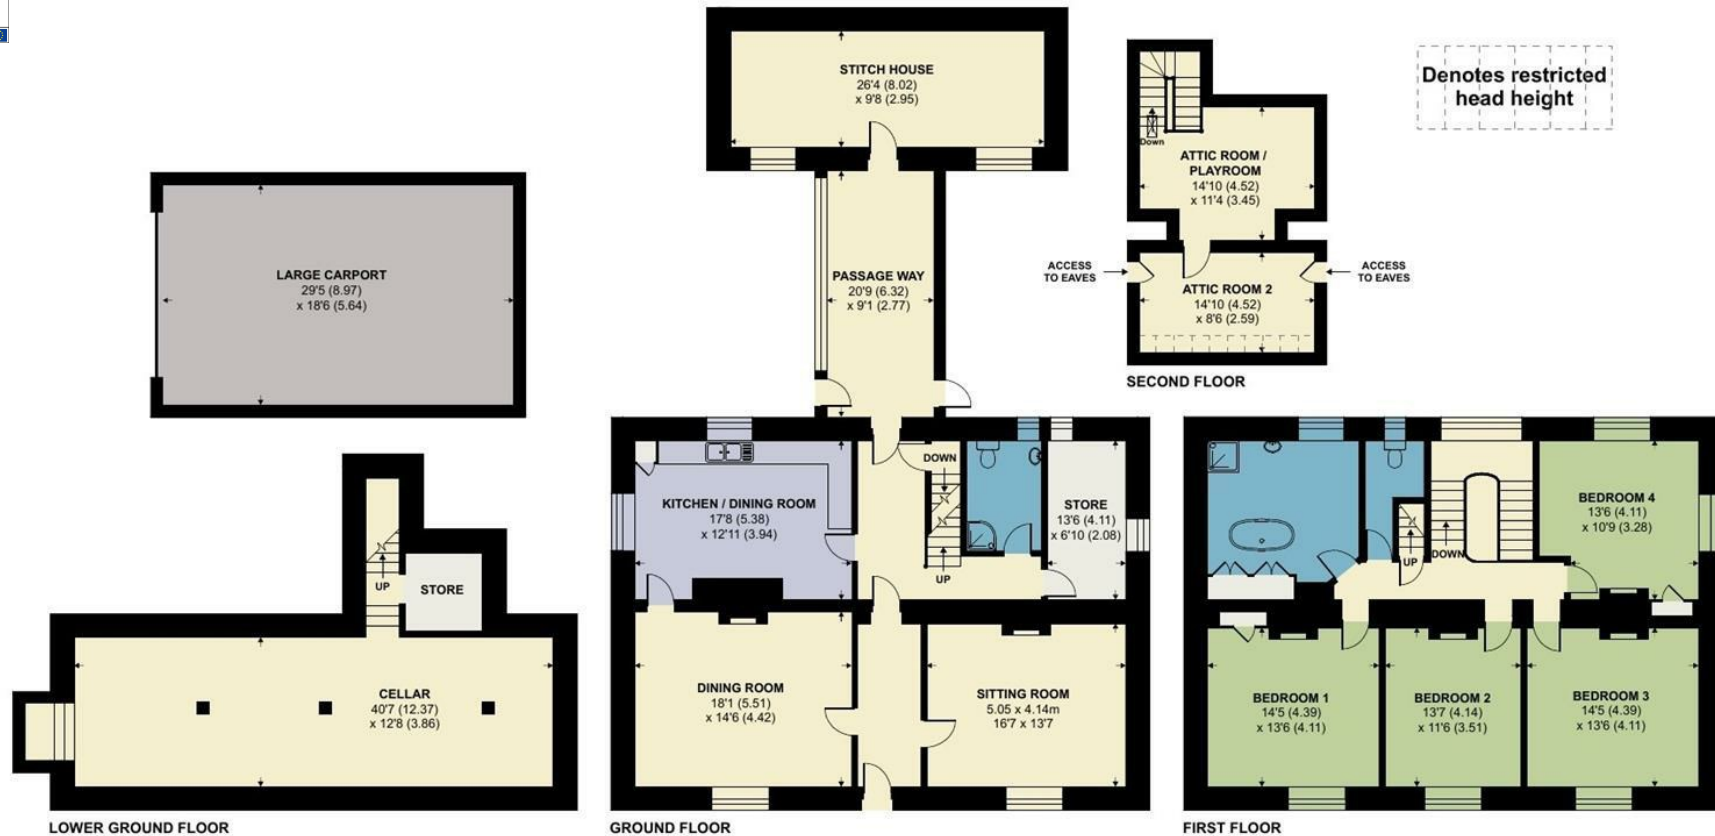 STITCH HOUSE
26'4 (8.02)
x 9'8 (2.95)
Denotes restricted
head height
Down
ATTIC ROOM /
PLAYROOM
14'10 (4.52)
x 11'4 (3.45)
LARGE CARPORT
29'5 (8.97)
x 18'6 (5.64)
PASSAGE WAY
20'9 (6.32)
x 9'1 (2.77)
ACCESS
TO EAVES
ATTIC ROOM 2
14'10 (4.52)
x 8'6 (2.59)
ACCESS
TO EAVES
SECOND FLOOR
UP
STORE
CELLAR
40'7 (12.37)
x 12'8 (3.86)
LOWER GROUND FLOOR
KITCHEN / DINING ROOM
17'8 (5.38)
x 12'11 (3.94)
DOWN
UP
STORE
13'6 (4.11)
x 6'10 (2.08)
DINING ROOM
18'1 (5.51)
x 14'6 (4.42)
SITTING ROOM
5.05 x 4.14m
16'7 x 13'7
GROUND FLOOR
UP
DOWN
BEDROOM 4
13'6 (4.11)
x 10'9 (3.28)
BEDROOM 1
14'5 (4.39)
x 13'6 (4.11)
BEDROOM 2
13'7 (4.14)
x 11'6 (3.51)
BEDROOM 3
14'5 (4.39)
x 13'6 (4.11)
FIRST FLOOR